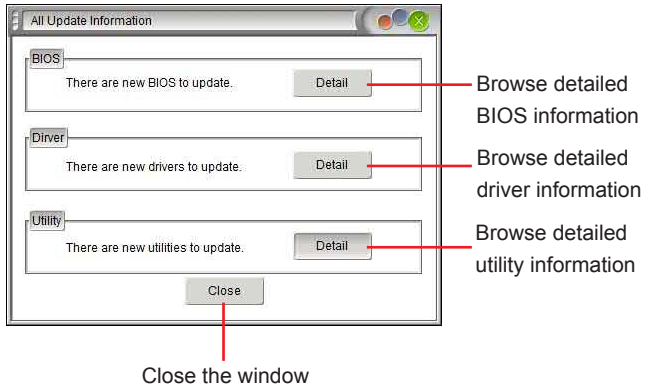 All Update Information
BIOS
There are new BIOS to update.
Detail
Browse detailed
BIOS information
Dirver
There are new drivers to update.
Detail
Browse detailed
driver information
Utility
There are new utilities to update.
Detail
Browse detailed
utility information
Close
Close the window